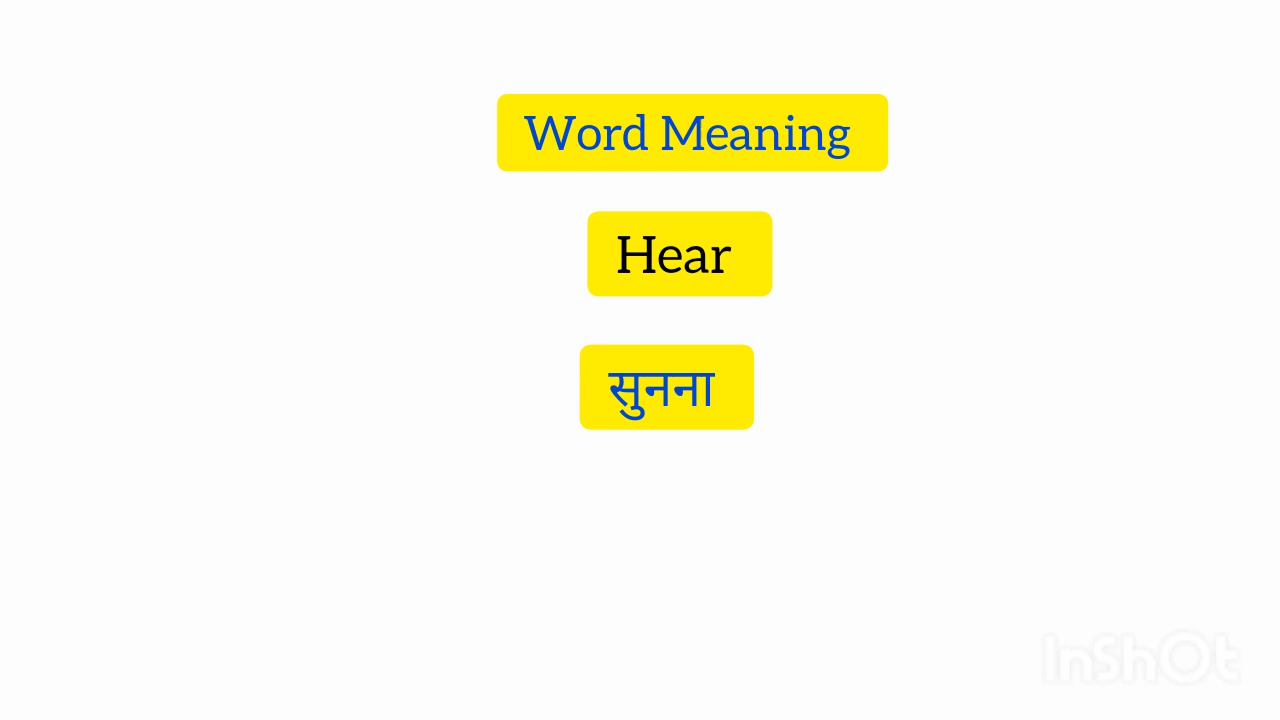 Word Meaning
Hear
सुनना
InShOt